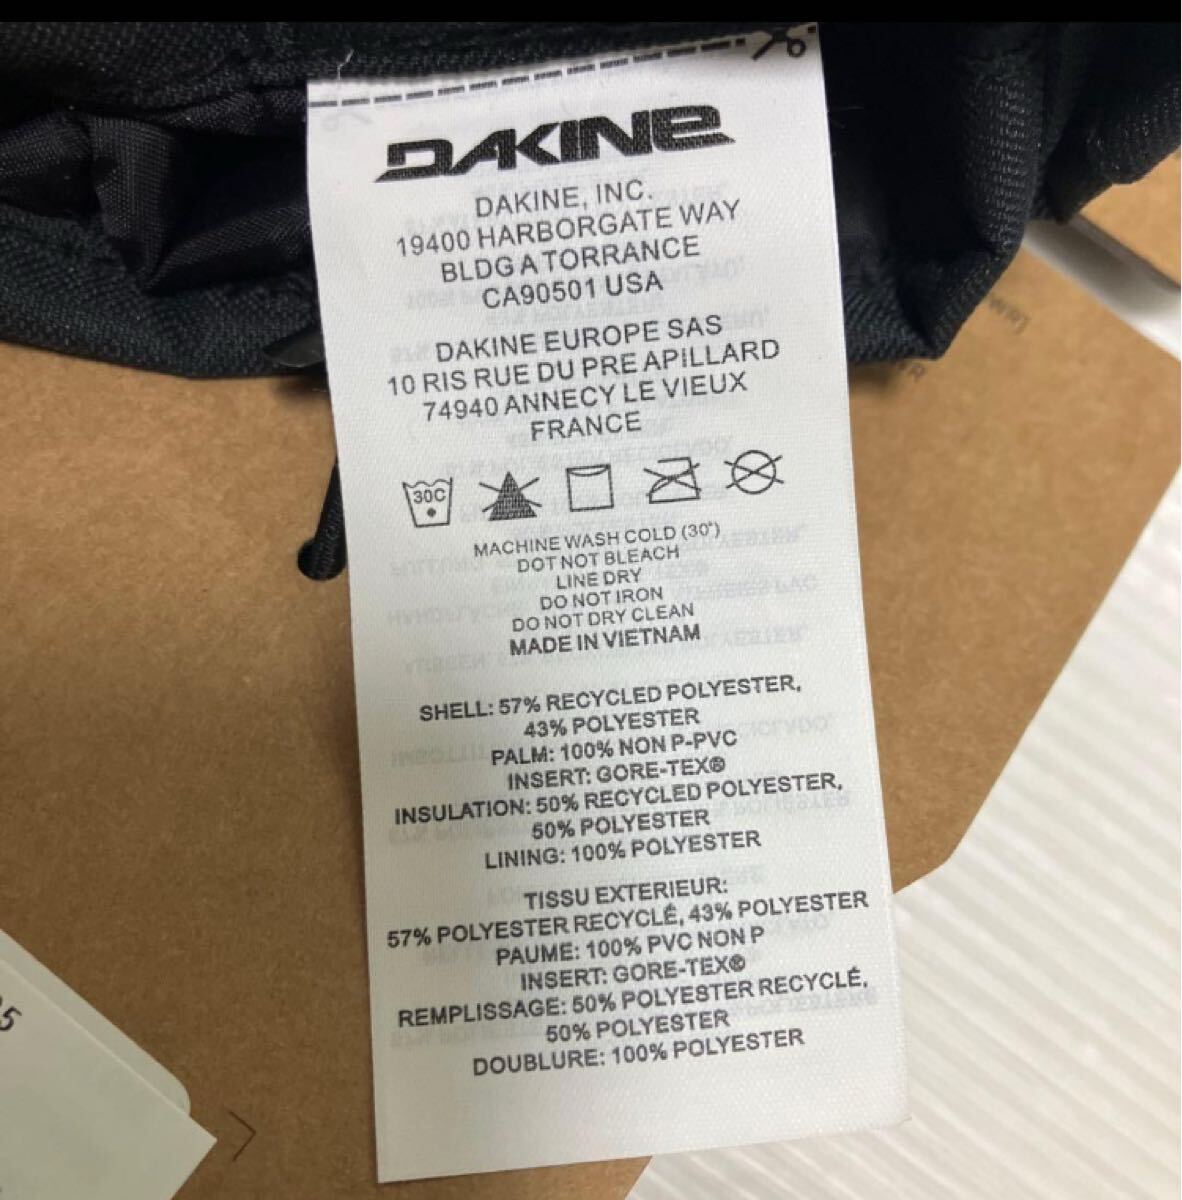 DAKINE
DAKINE, INC.
19400 HARBORGATE WAY
BLDG A TORRANCE
CA90501 USA
DAKINE EUROPE SAS
10 RIS RUE DU PRE APILLARD
74940 ANNECY LE VIEUX
FRANCE
30C
MACHINE WASH COLD (30°)
DOT NOT BLEACH
LINE DRY
DO NOT IRON
DO NOT DRY CLEAN
MADE IN VIETNAM
SHELL: 57% RECYCLED POLYESTER,
43% POLYESTER
PALM: 100% NON P-PVC
INSERT: GORE-TEX®
INSULATION: 50% RECYCLED POLYESTER,
50% POLYESTER
LINING: 100% POLYESTER
TISSU EXTERIEUR:
57% POLYESTER RECYCLÉ, 43% POLYESTER
PAUME: 100% PVC NON P
INSERT: GORE-TEX®
REMPLISSAGE: 50% POLYESTER RECYCLÉ,
50% POLYESTER
DOUBLURE: 100% POLYESTER